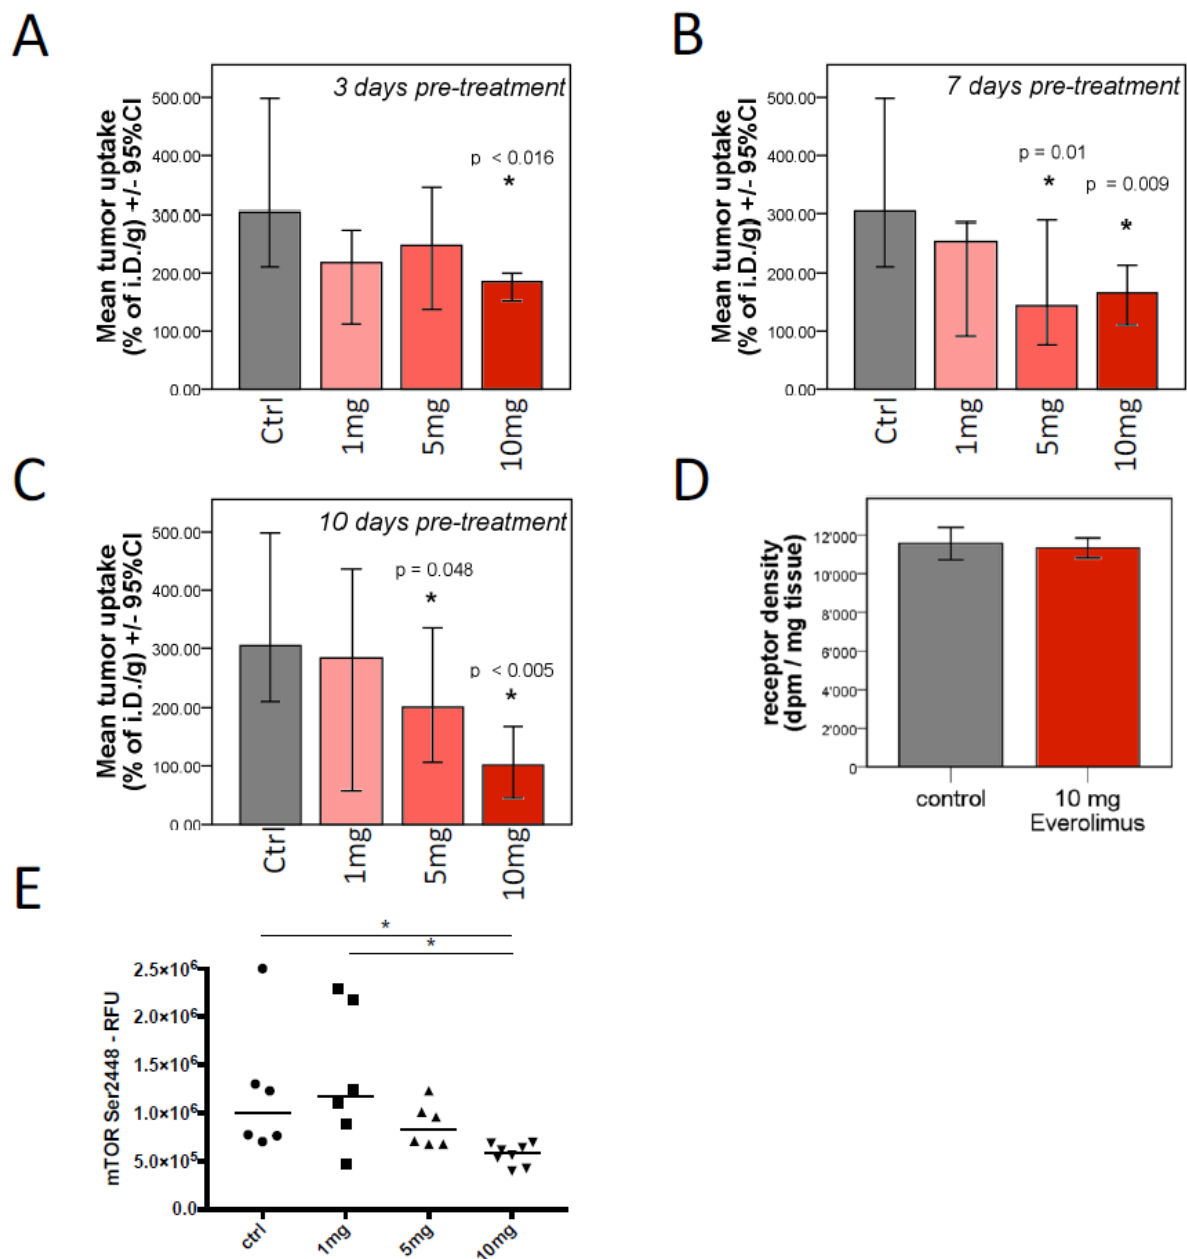 A
3 days pre-treatment
Mean tumor uptake
(% of i.D./g) +/- 95%CI
500.00
400.00
300.00
200.00
100.00
0.00
p < 0.016
*
Ctrl
1mg
5mg
10mg
B
7 days pre-treatment
Mean tumor uptake
(% of i.D./g) +/- 95%CI
500.00
400.00
300.00
200.00
100.00
0.00
p = 0.01
*
p = 0.009
*
Ctrl
1mg
5mg
10mg
C
10 days pre-treatment
Mean tumor uptake
(% of i.D./g) +/- 95%CI
500.00
400.00
300.00
200.00
100.00
0.00
p = 0.048
*
p < 0.005
*
Ctrl
1mg
5mg
10mg
D
receptor density
(dpm / mg tissue)
12'000
10'000
8'000
6'000
4'000
2'000
0
control
10 mg
Everolimus
E
*
*
mTOR Ser2448 - RFU
2.5×10⁶
2.0×10⁶
1.5×10⁶
1.0×10⁶
5.0×10⁵
0.0
ctrl
1mg
5mg
10mg